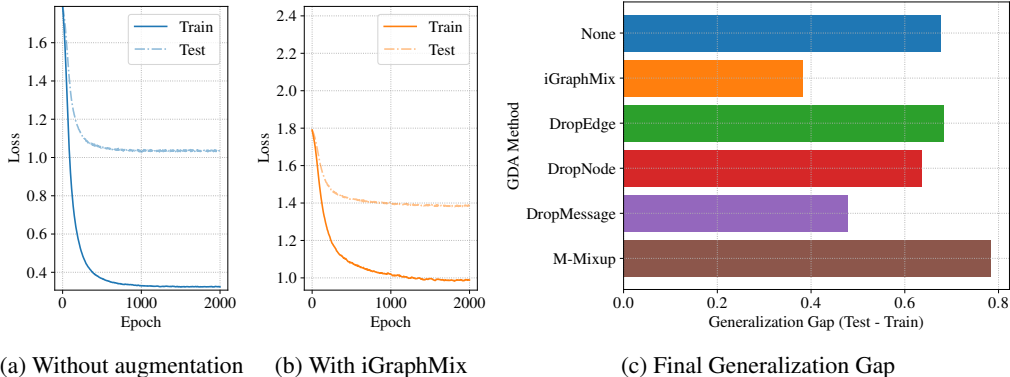 1.6
1.4
1.2
1.0
0.8
0.6
0.4
Loss
Train
Test
0
1000
2000
Epoch
2.4
2.2
2.0
1.8
1.6
1.4
1.2
1.0
Loss
Train
Test
0
1000
2000
Epoch
GDA Method
None
iGraphMix
DropEdge
DropNode
DropMessage
M-Mixup
0.0
0.2
0.4
0.6
0.8
Generalization Gap (Test - Train)
(a) Without augmentation
(b) With iGraphMix
(c) Final Generalization Gap